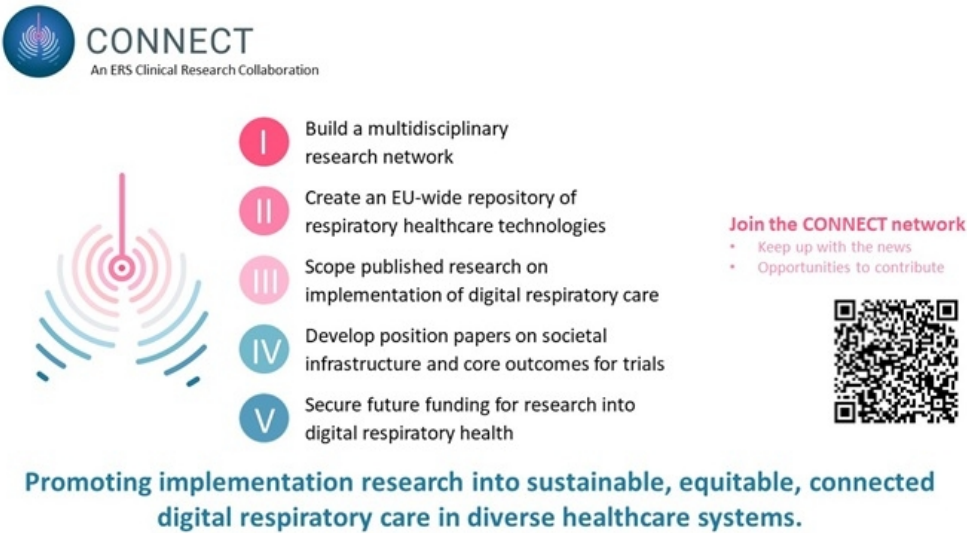 CONNECT
An ERS Clinical Research Collaboration
I
Build a multidisciplinary
research network
II
Create an EU-wide repository of
respiratory healthcare technologies
III
Scope published research on
implementation of digital respiratory care
IV
Develop position papers on societal
infrastructure and core outcomes for trials
V
Secure future funding for research into
digital respiratory health
Join the CONNECT network
• Keep up with the news
• Opportunities to contribute
Promoting implementation research into sustainable, equitable, connected
digital respiratory care in diverse healthcare systems.